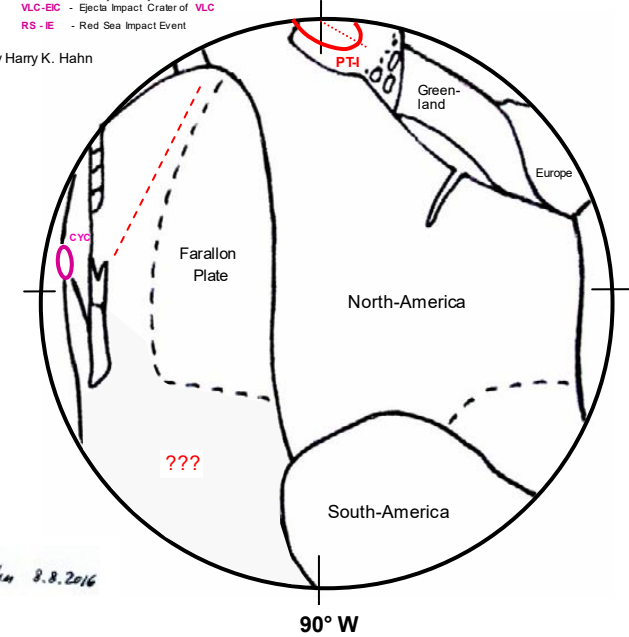 VLC-EIC - Ejecta Impact Crater of VLC
RS - IE - Red Sea Impact Event
Harry K. Hahn
PT-I
Green-
land
Europe
CYC
Farallon
Plate
North-America
???
South-America
8.8.2016
90° W